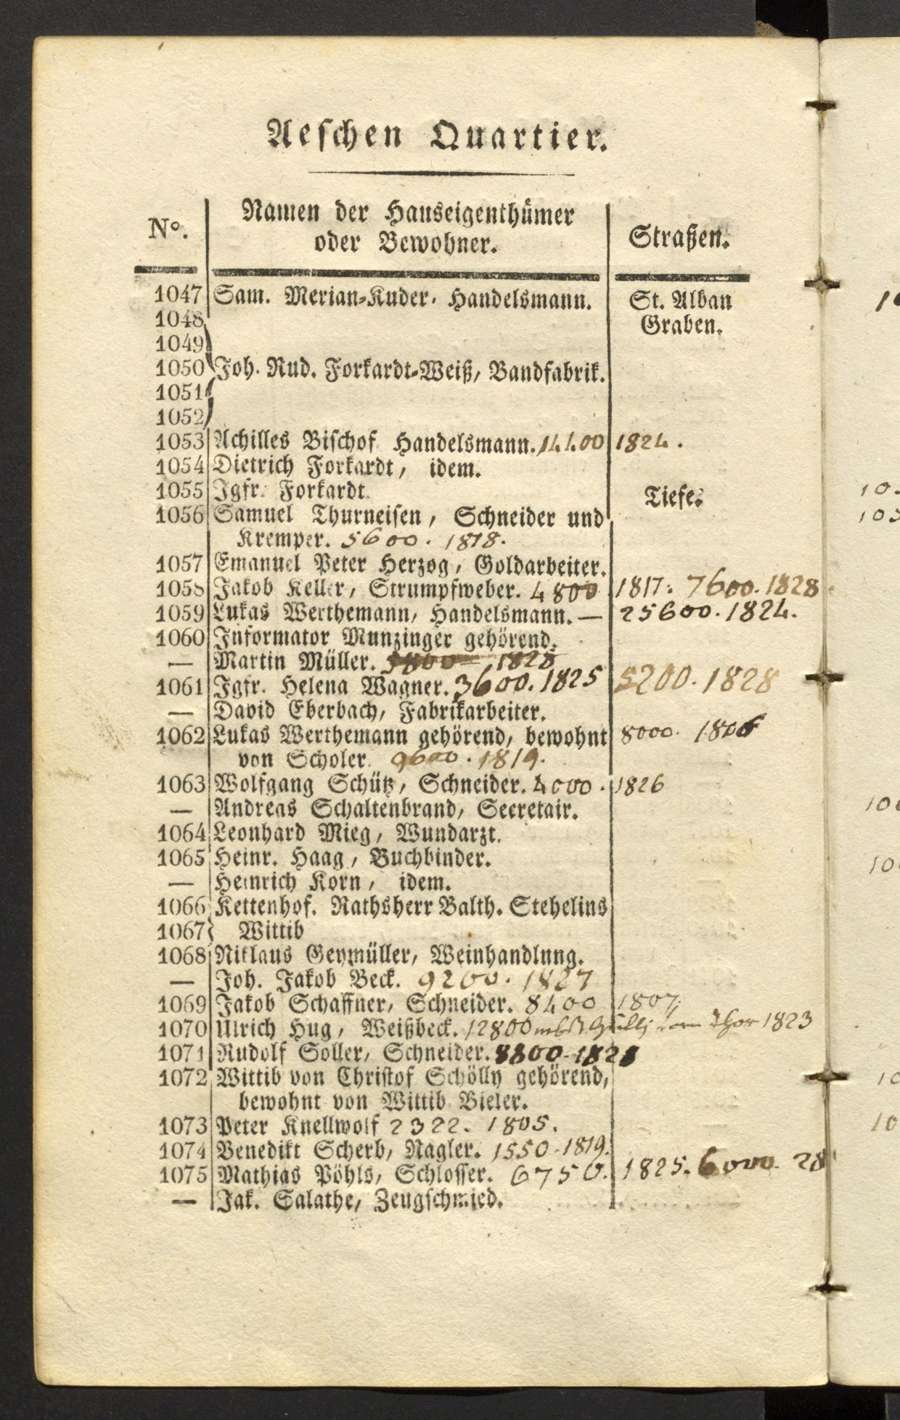 Aeschen Quartier.
No. Namen der Hauseigenthümer oder Bewohner. Straßen.
1047 Sam. Merian-Kuder, Handelsmann. St. Alban
1048 Graben.
1049
1050 Joh. Rud. Forkardt-Weiß, Bandfabrik.
1051
1052
1053 Achilles Bischof Handelsmann. 14400 1824.
1054 Dietrich Forkardt, idem.
1055 Jgfr. Forkardt. Tiefe.
1056 Samuel Thurneisen, Schneider und
Kremper. 5600. 1818.
1057 Emanuel Peter Herzog, Goldarbeiter.
1058 Jakob Keller, Strumpfweber. 4800 1817. 7600. 1828
1059 Lukas Werthemann, Handelsmann. — 25600. 1824.
1060 Informator Munzinger gehörend.
— Martin Müller. 1828
1061 Jgfr. Helena Wagner. 3600. 1825 5200. 1828
— David Eberbach, Fabrikarbeiter.
1062 Lukas Werthemann gehörend, bewohnt 8000. 1806
von Scholer. 9600. 1819.
1063 Wolfgang Schütz, Schneider. 4000. 1826
— Andreas Schaltenbrand, Secretair.
1064 Leonhard Mieg, Wundarzt.
1065 Heinr. Haag, Buchbinder.
— Heinrich Korn, idem.
1066 Kettenhof. Rathsherr Balth. Stehelins
1067 Wittib
1068 Niklaus Geymüller, Weinhandlnng.
— Joh. Jakob Beck. 9200. 1827
1069 Jakob Schaffner, Schneider. 8400 1807.
1070 Ulrich Hug, Weißbeck. 12800 Thor 1823
1071 Rudolf Soller, Schneider. 8800-1828
1072 Wittib von Christof Schölly gehörend,
bewohnt von Wittib Bieler.
1073 Peter Knellwolf 2322. 1805.
1074 Benedikt Scherb, Nagler. 1550-1819.
1075 Mathias Pöhls, Schlosser. 6750. 1825. 6000. 28
— Jak. Salathe, Zeugschmied.